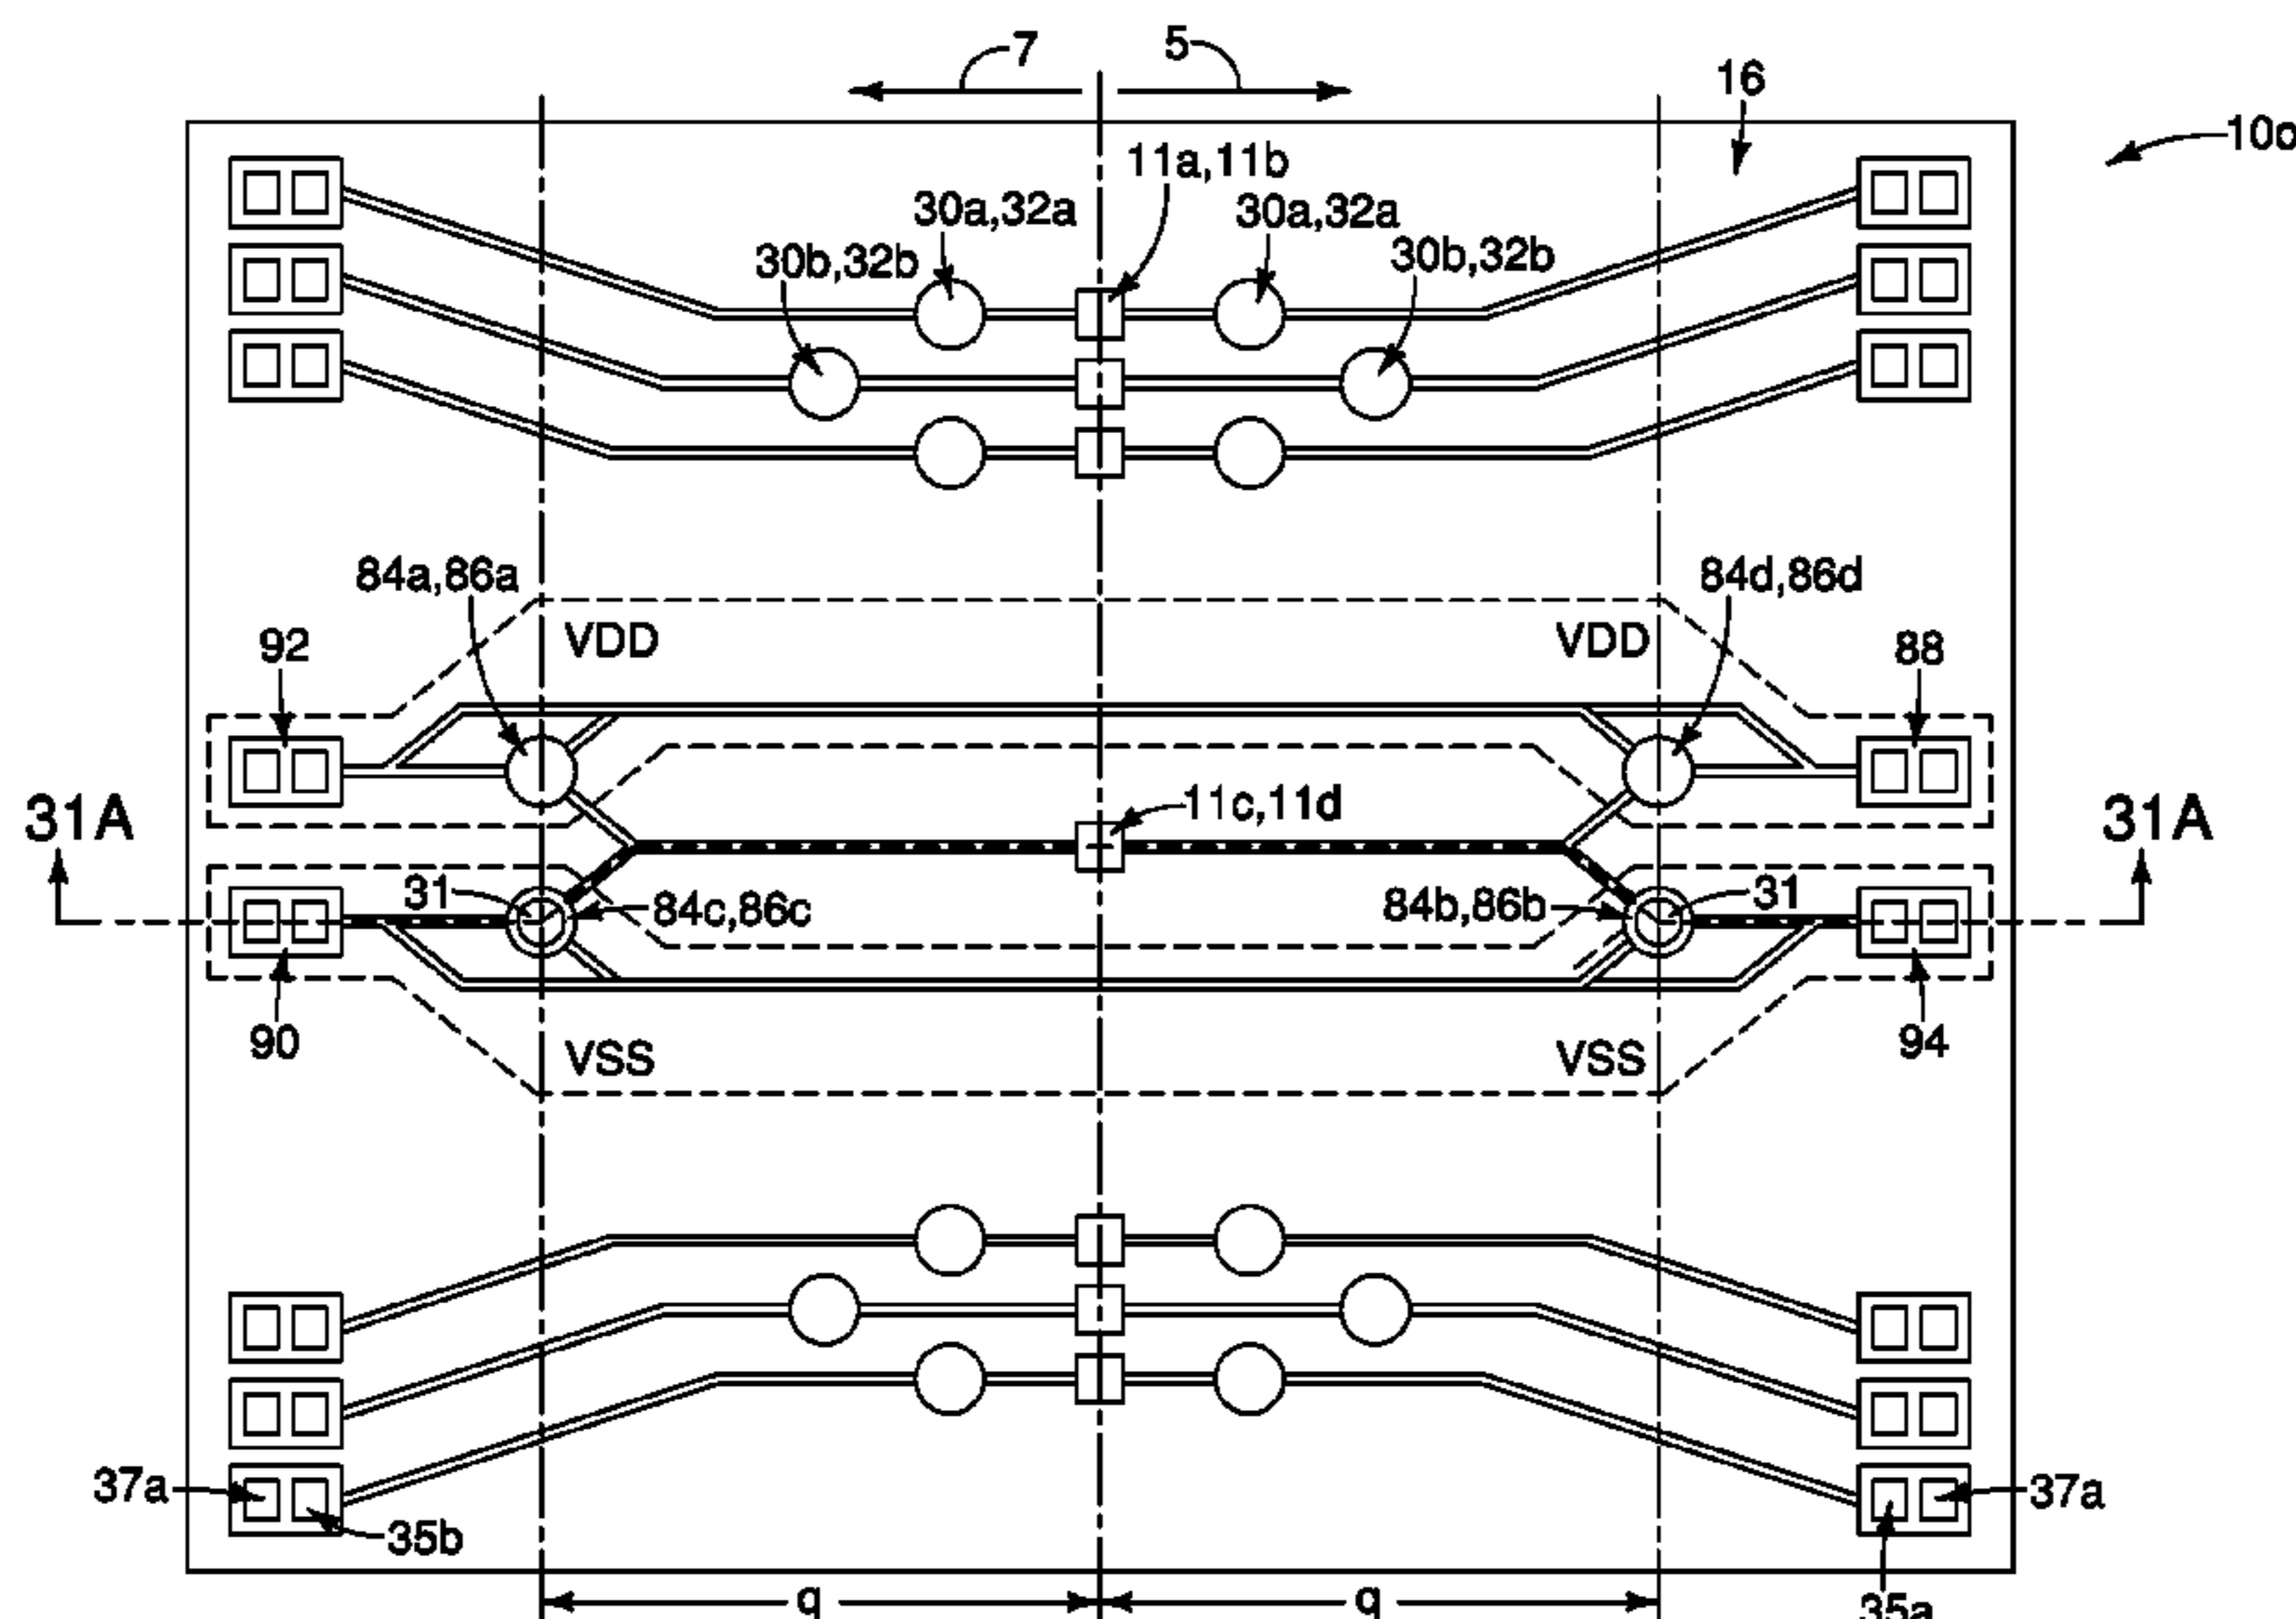 7 5
16
10o
11a,11b
30a,32a 30a,32a
30b,32b 30b,32b
84a,86a 84d,86d
VDD VDD
92 88
31A 11c,11d 31A
31 84c,86c 84b,86b 31
90 94
VSS VSS
37a 37a
35b
q q
35a